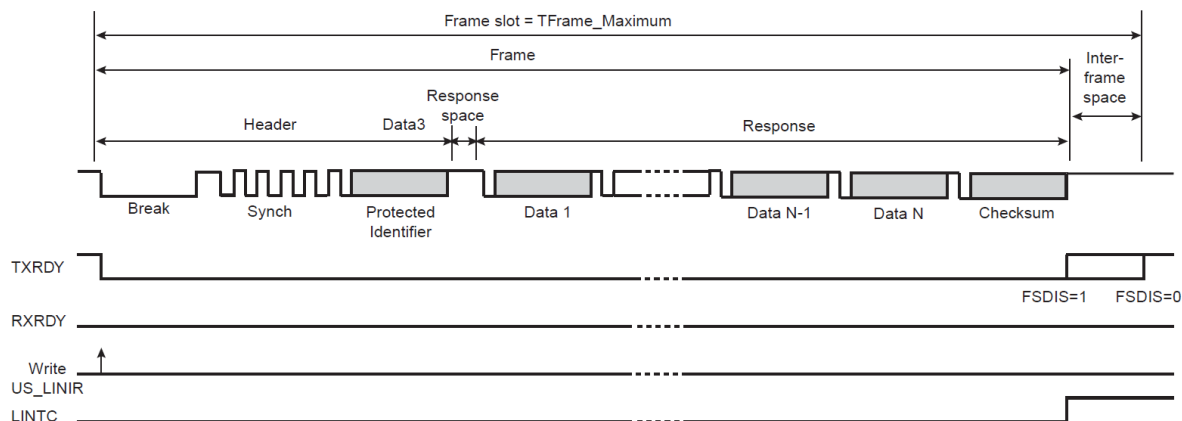 Frame slot = TFrame_Maximum
Frame
Inter-
frame
space
Response
space
Header
Data3
Response
Break
Synch
Protected
Identifier
Data 1
Data N-1
Data N
Checksum
TXRDY
FSDIS=1
FSDIS=0
RXRDY
Write
US_LINIR
LINTC